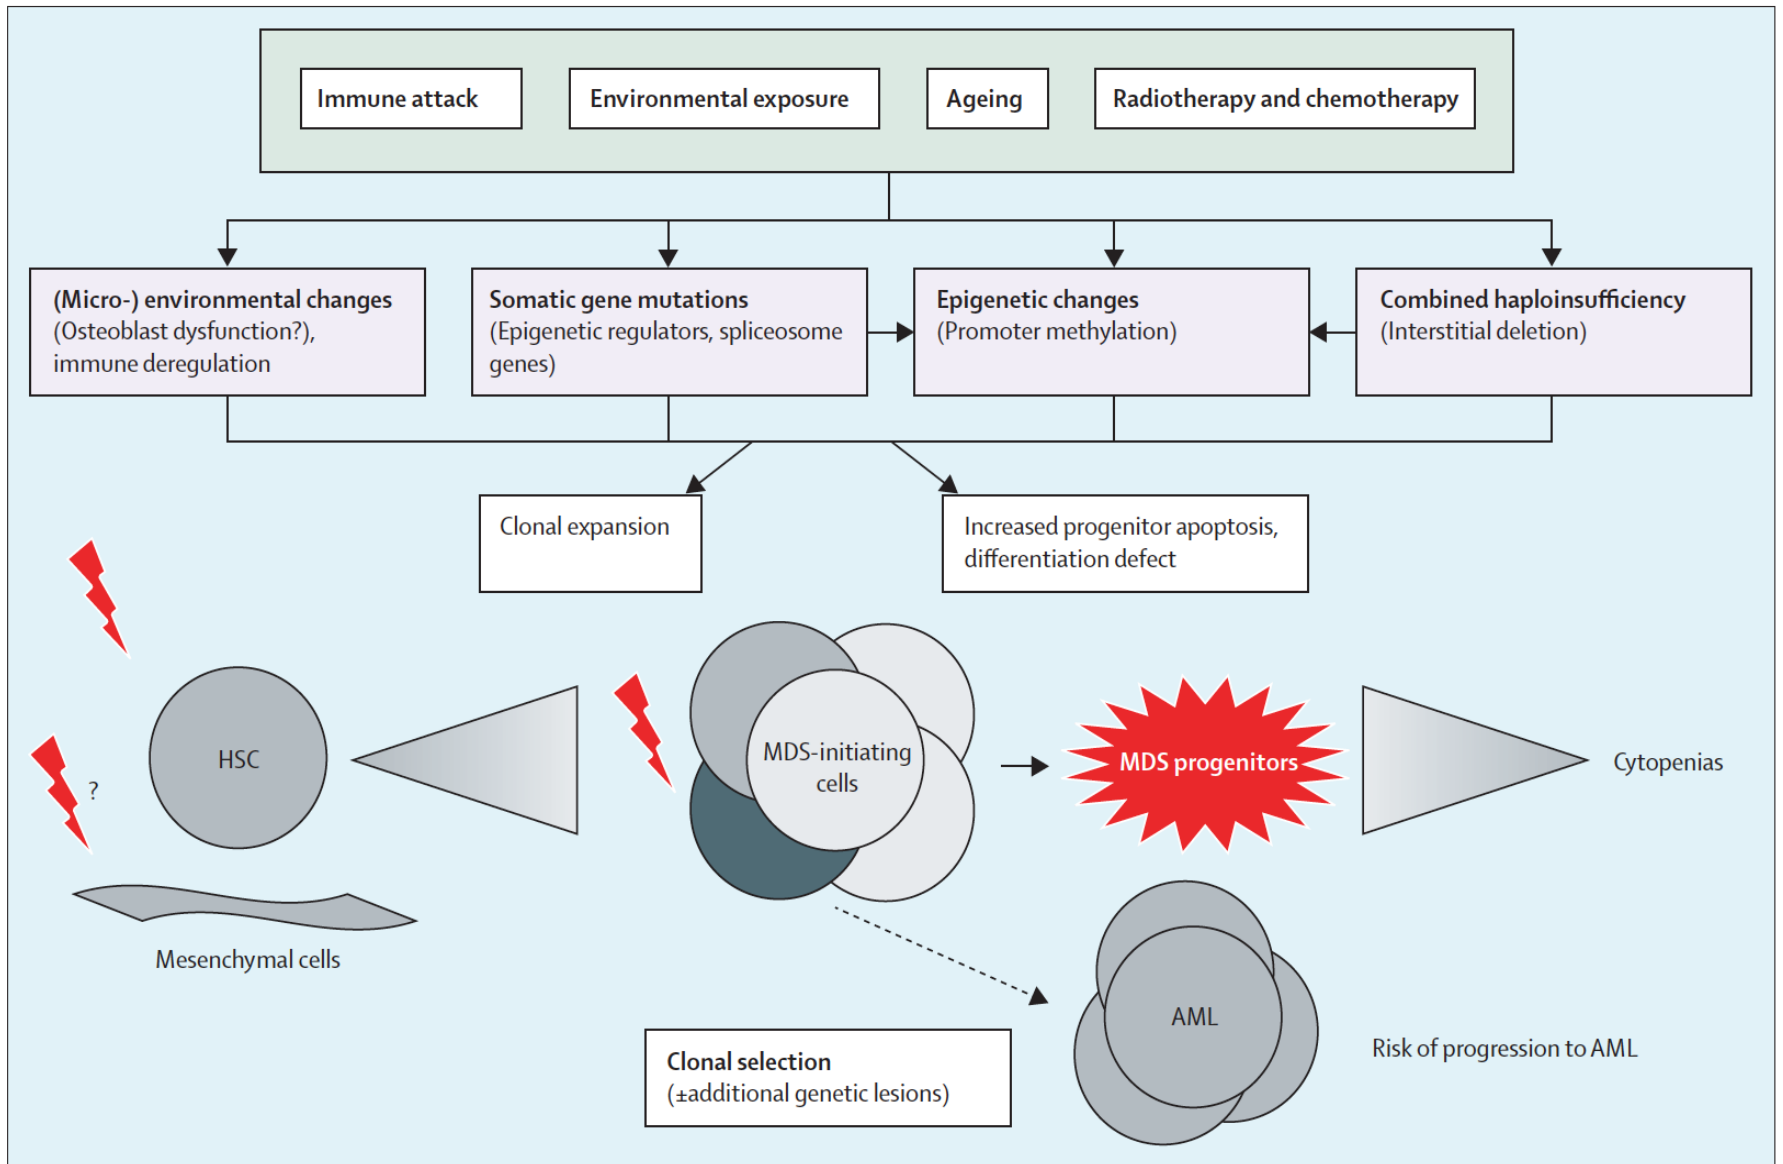 Immune attack
Environmental exposure
Ageing
Radiotherapy and chemotherapy
(Micro-) environmental changes
(Osteoblast dysfunction?),
immune deregulation
Somatic gene mutations
(Epigenetic regulators, spliceosome
genes)
Epigenetic changes
(Promoter methylation)
Combined haploinsufficiency
(Interstitial deletion)
Clonal expansion
Increased progenitor apoptosis,
differentiation defect
HSC
?
MDS-initiating
cells
MDS progenitors
Cytopenias
Mesenchymal cells
AML
Risk of progression to AML
Clonal selection
(±additional genetic lesions)